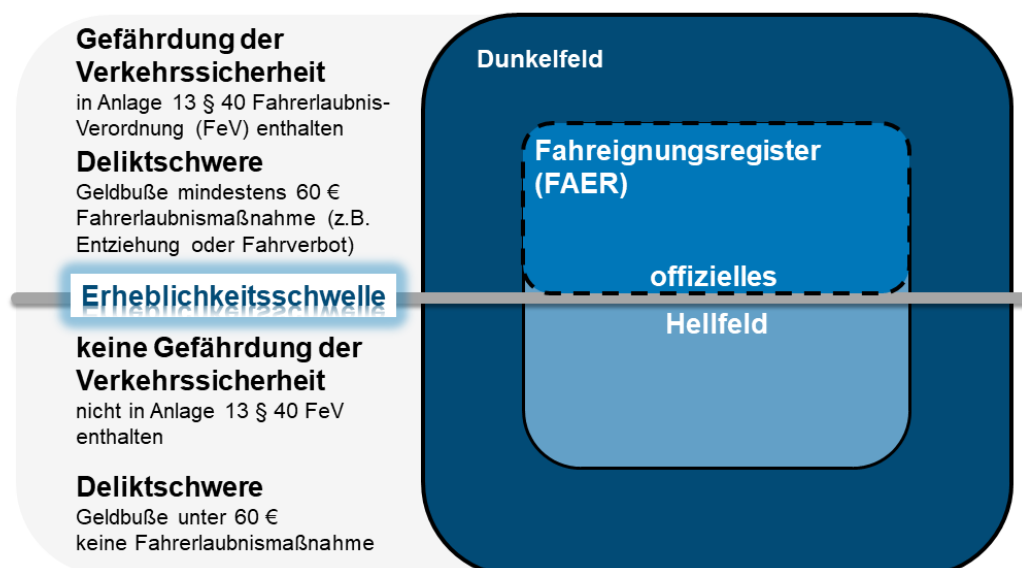 Gefährdung der
Verkehrssicherheit
in Anlage 13 § 40 Fahrerlaubnis-
Verordnung (FeV) enthalten
Deliktschwere
Geldbuße mindestens 60 €
Fahrerlaubnismaßnahme (z.B.
Entziehung oder Fahrverbot)
Erheblichkeitsschwelle
keine Gefährdung der
Verkehrssicherheit
nicht in Anlage 13 § 40 FeV
enthalten
Deliktschwere
Geldbuße unter 60 €
keine Fahrerlaubnismaßnahme
Dunkelfeld
Fahreignungsregister
(FAER)
offizielles
Hellfeld